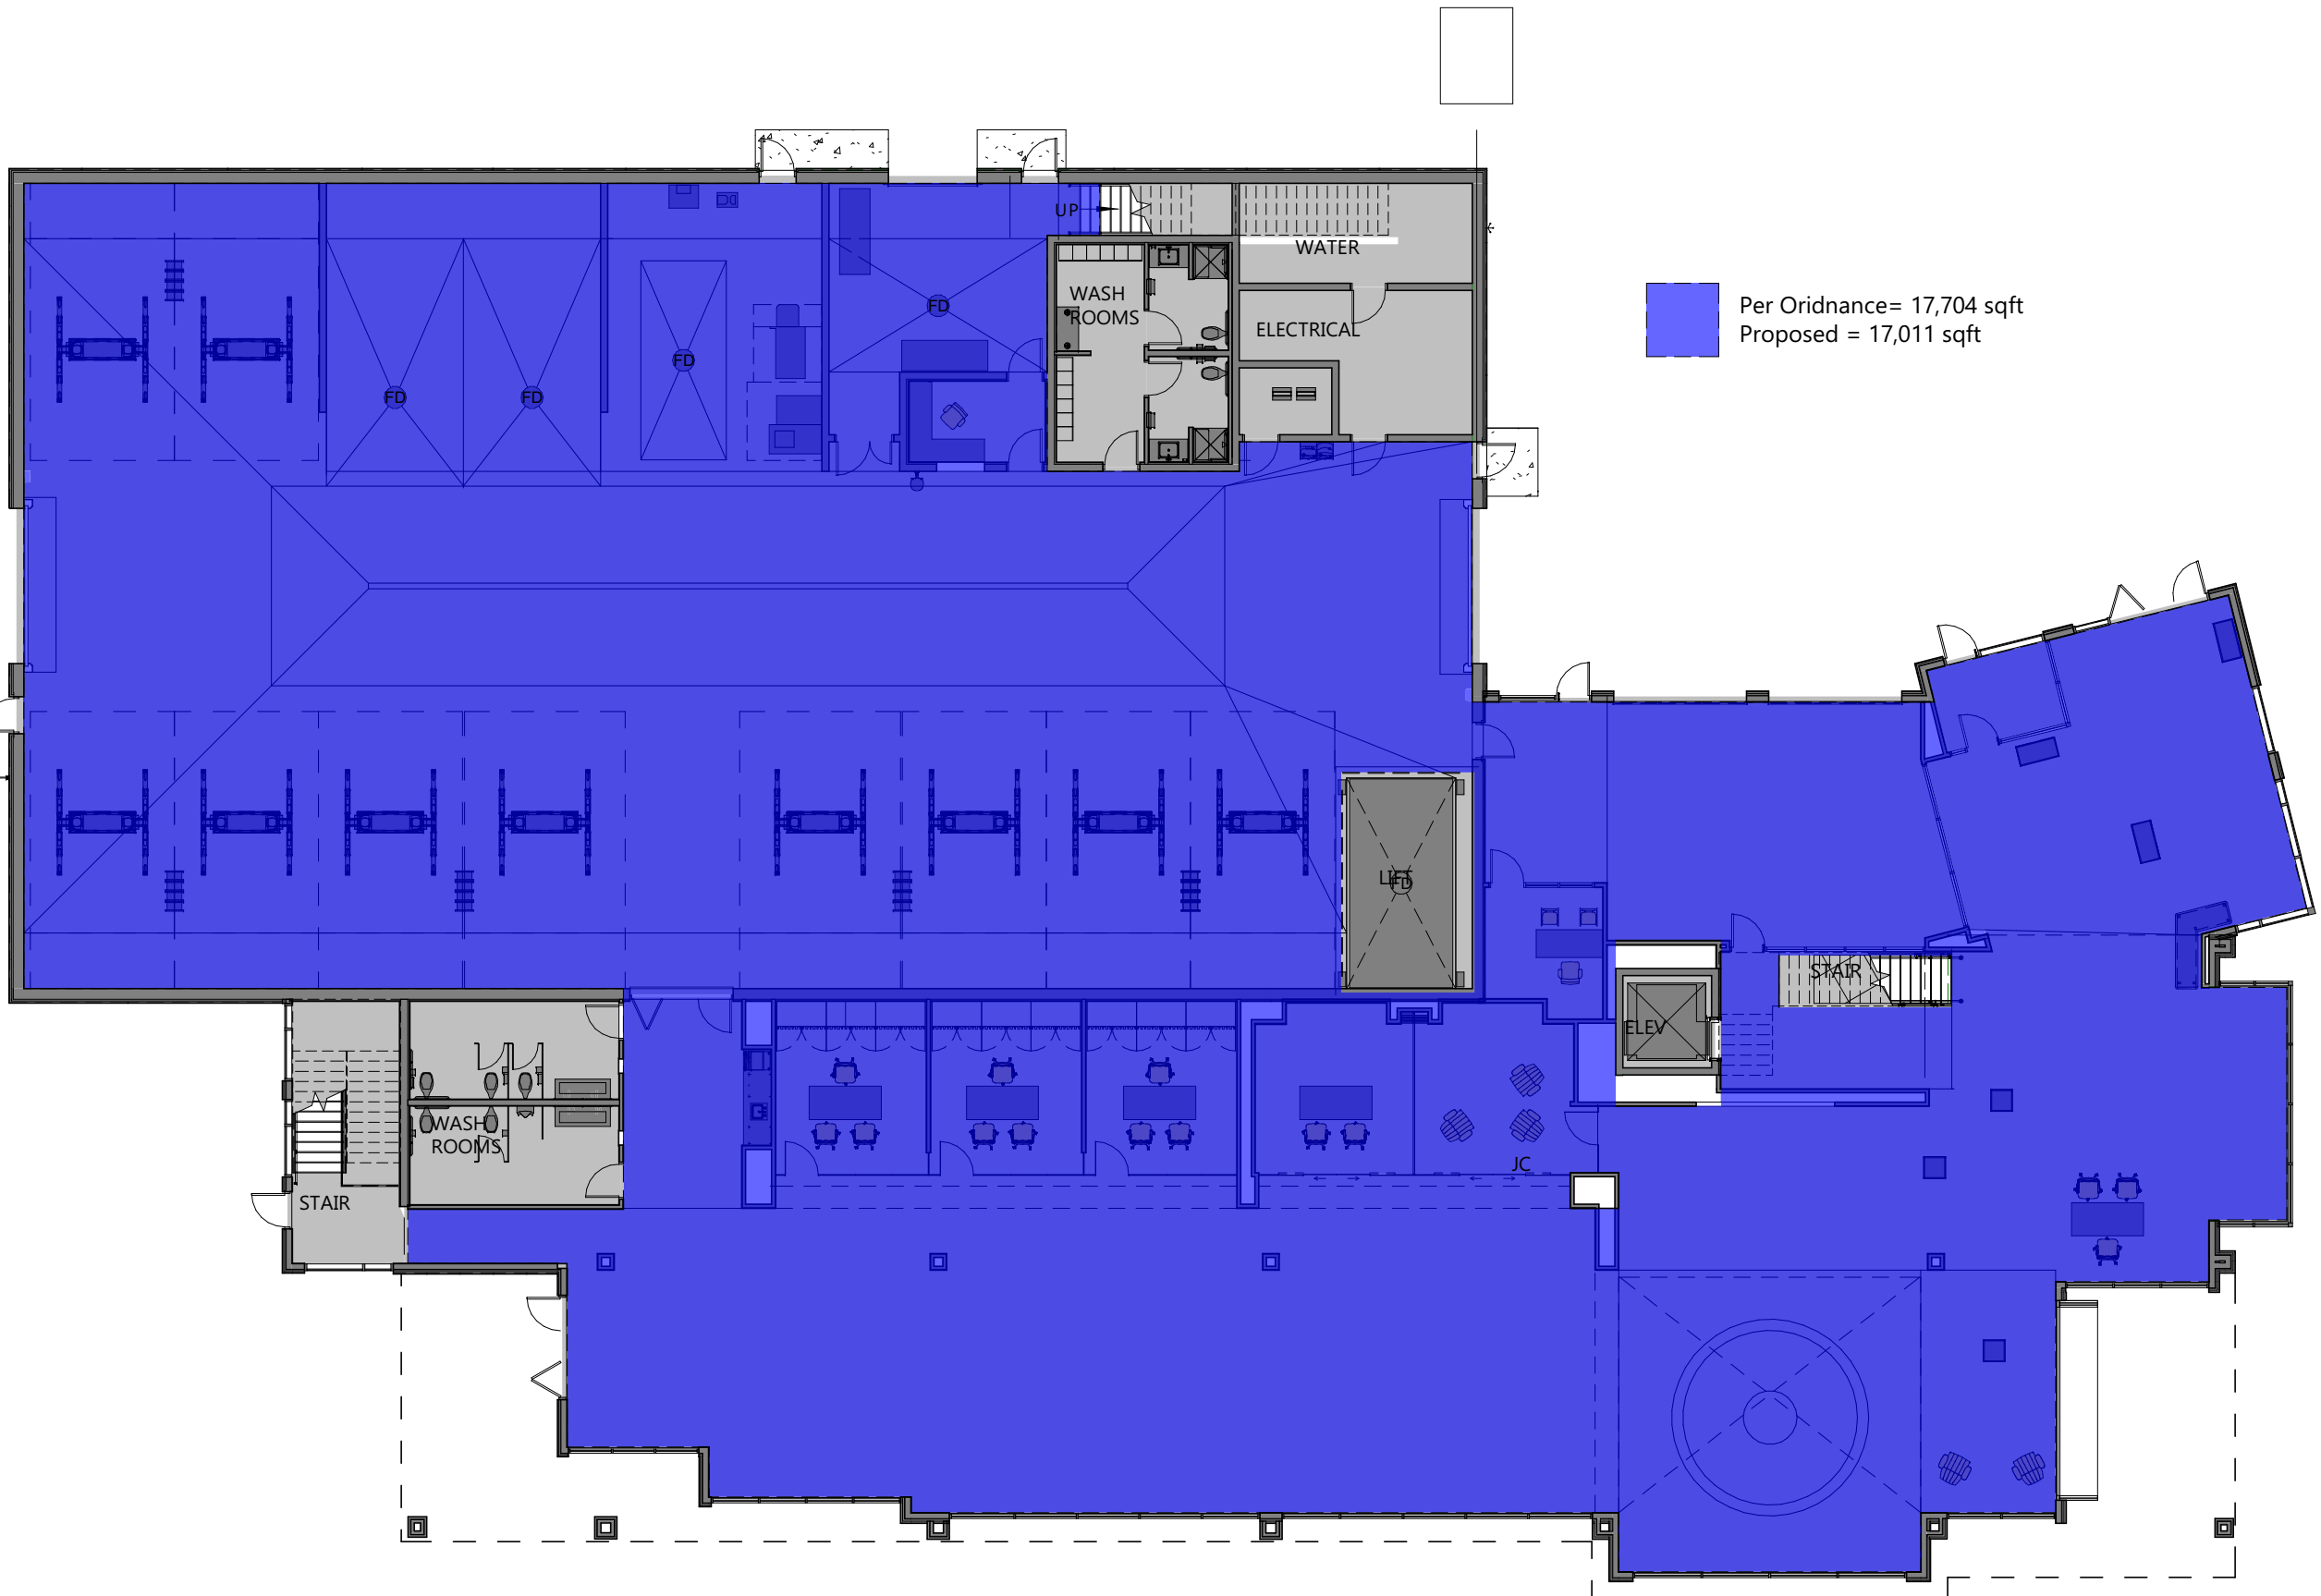 UP
WATER
WASH
ROOMS
FD
ELECTRICAL
Per Oridnance= 17,704 sqft
Proposed = 17,011 sqft
FD
FD
FD
LIFT
FD
STAIR
ELEV
WASH
ROOMS
JC
STAIR